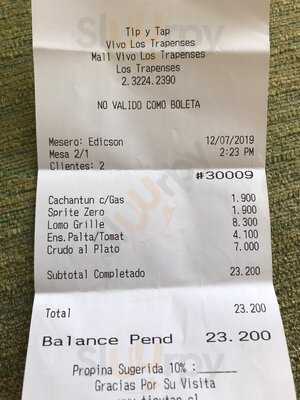 Tip y Tap
Vivo Los Trapenses
Mall Vivo Los Trapenses
Los Trapenses
2.3224.2390
NO VALIDO COMO BOLETA
Mesero: Edicson 12/07/2019
Mesa 2/1 2:23 PM
Clientes: 2
#30009
Cachantun c/Gas 1.900
Sprite Zero 1.900
Lomo Grille 8.300
Ens.Palta/Tomat 4.100
Crudo al Plato 7.000
Subtotal Completado 23.200
Total 23.200
Balance Pend 23.200
Propina Sugerida 10% :______
Gracias Por Su Visita